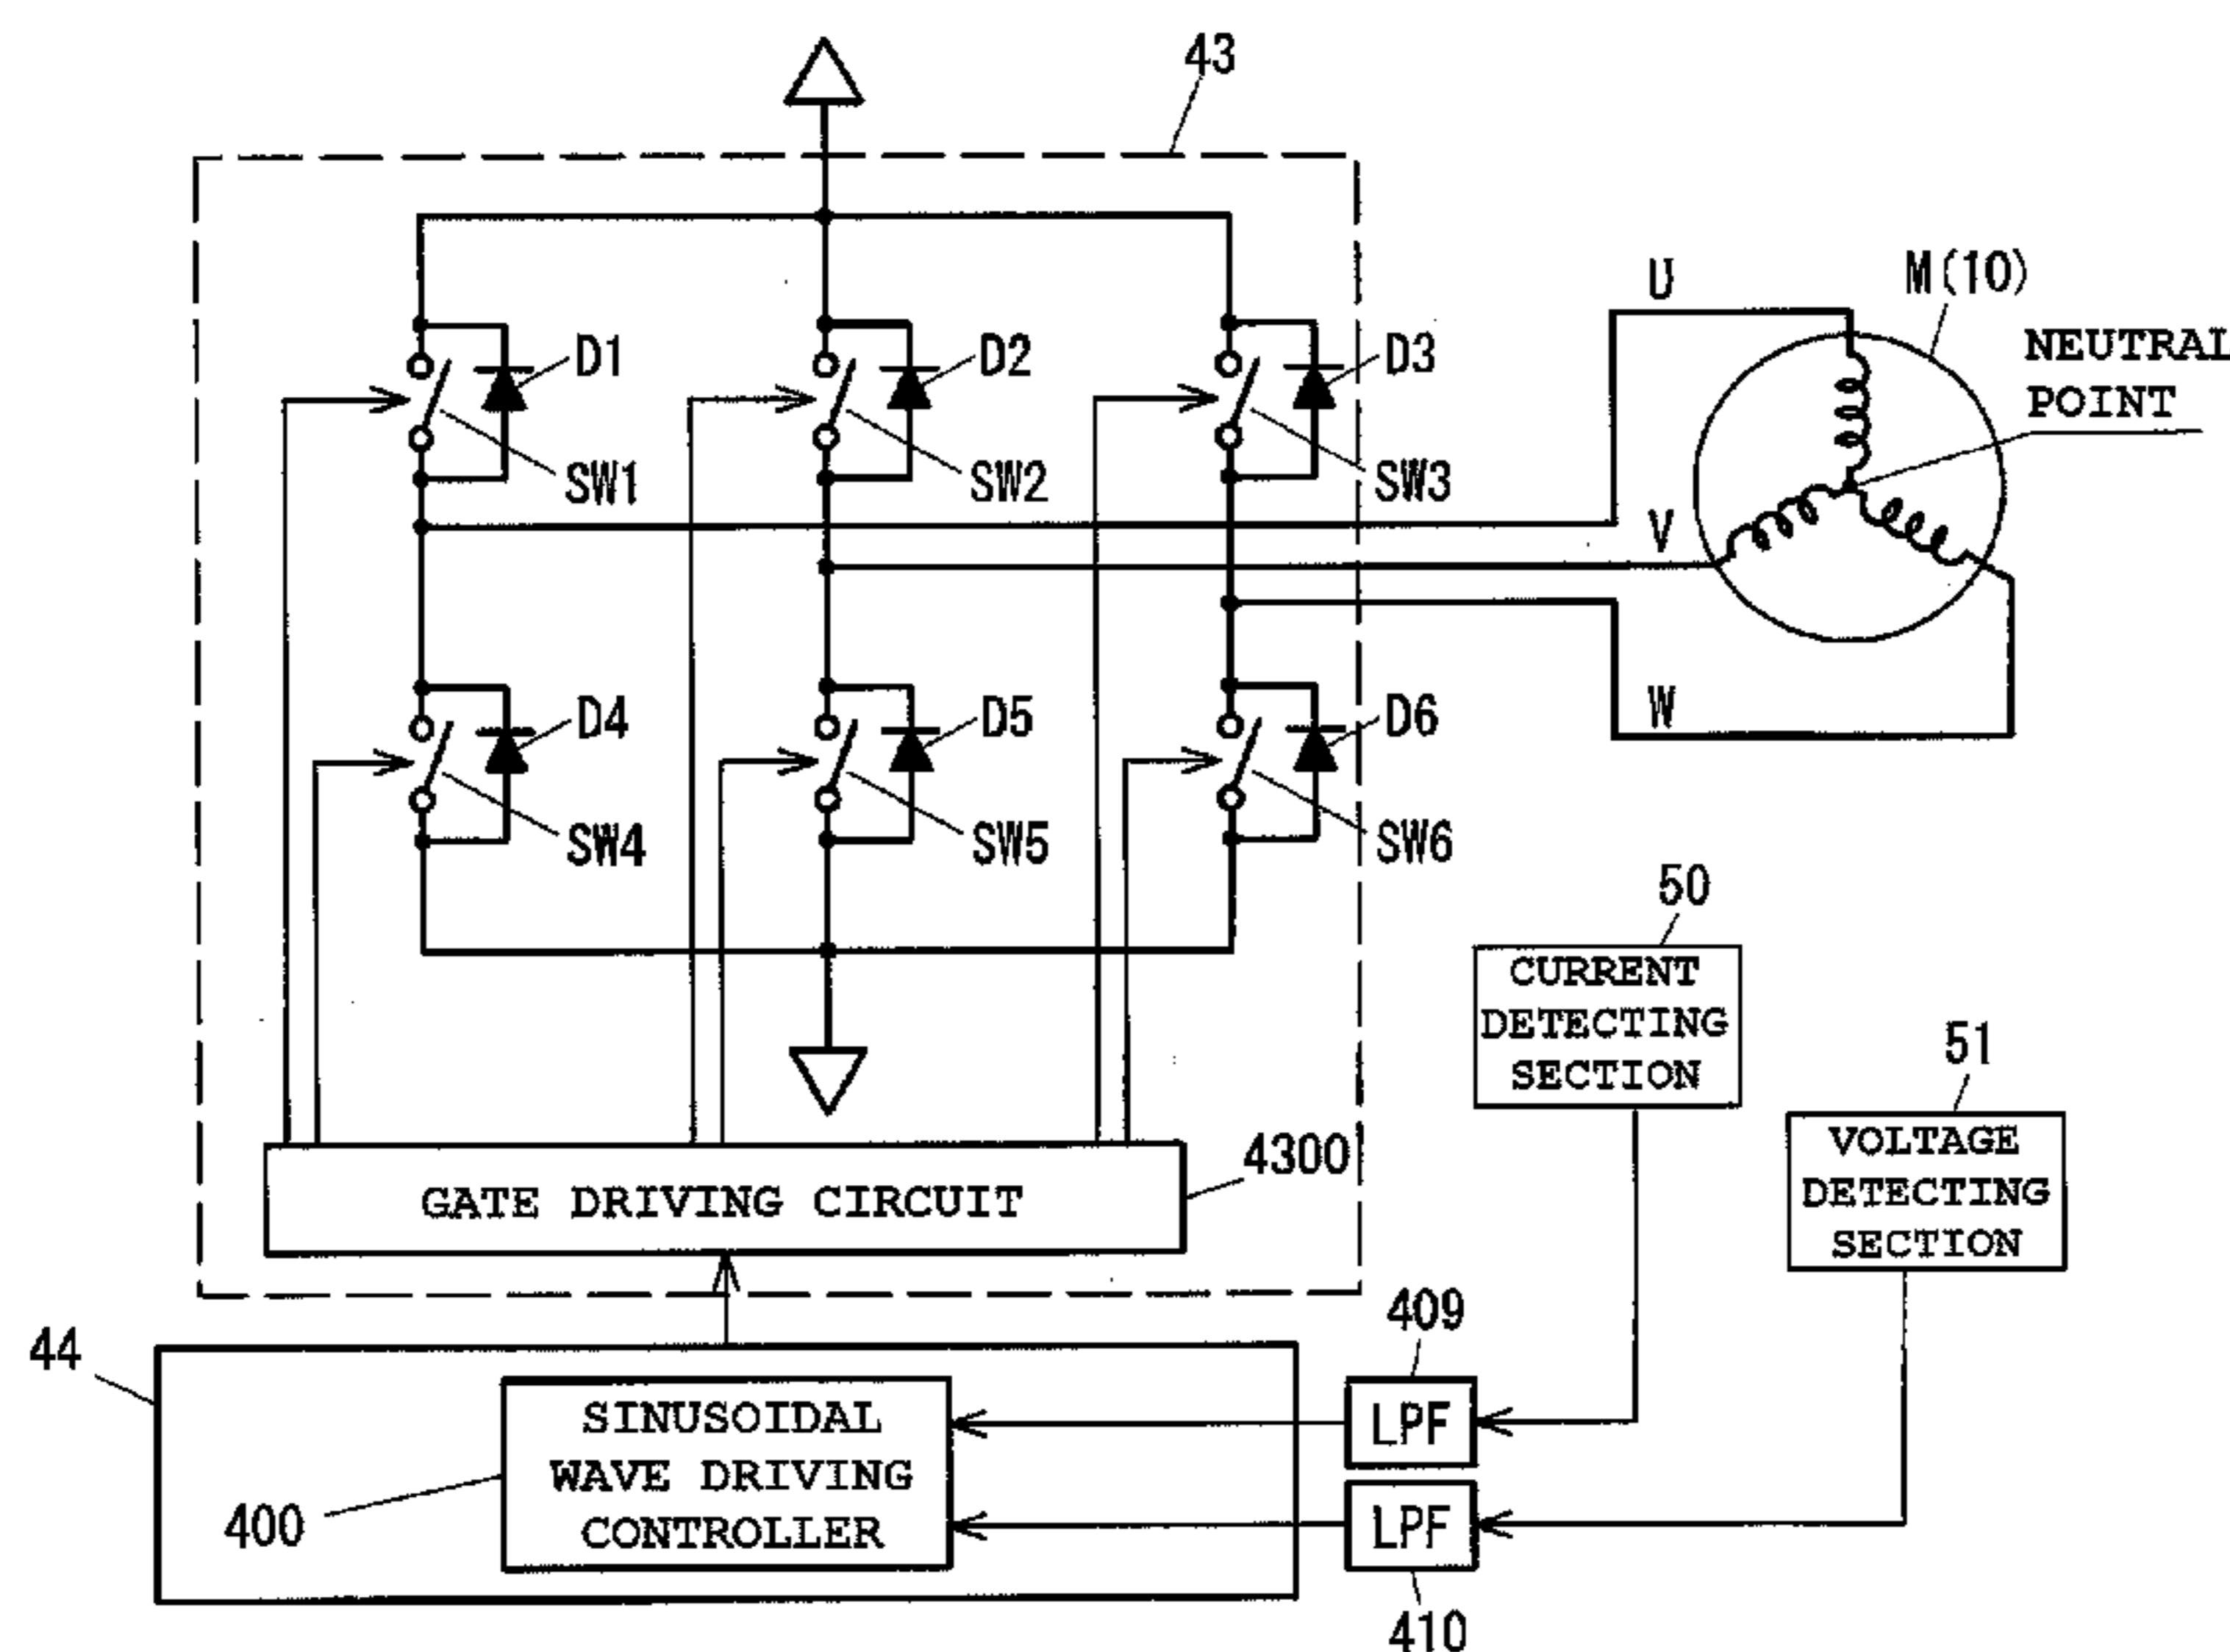 43
U
M(10)
NEUTRAL
POINT
D1
D2
D3
SW1
SW2
SW3
V
W
D4
D5
D6
SW4
SW5
SW6
50
CURRENT
DETECTING
SECTION
51
VOLTAGE
DETECTING
SECTION
4300
GATE DRIVING CIRCUIT
44
409
SINUSOIDAL
WAVE DRIVING
CONTROLLER
400
LPF
LPF
410